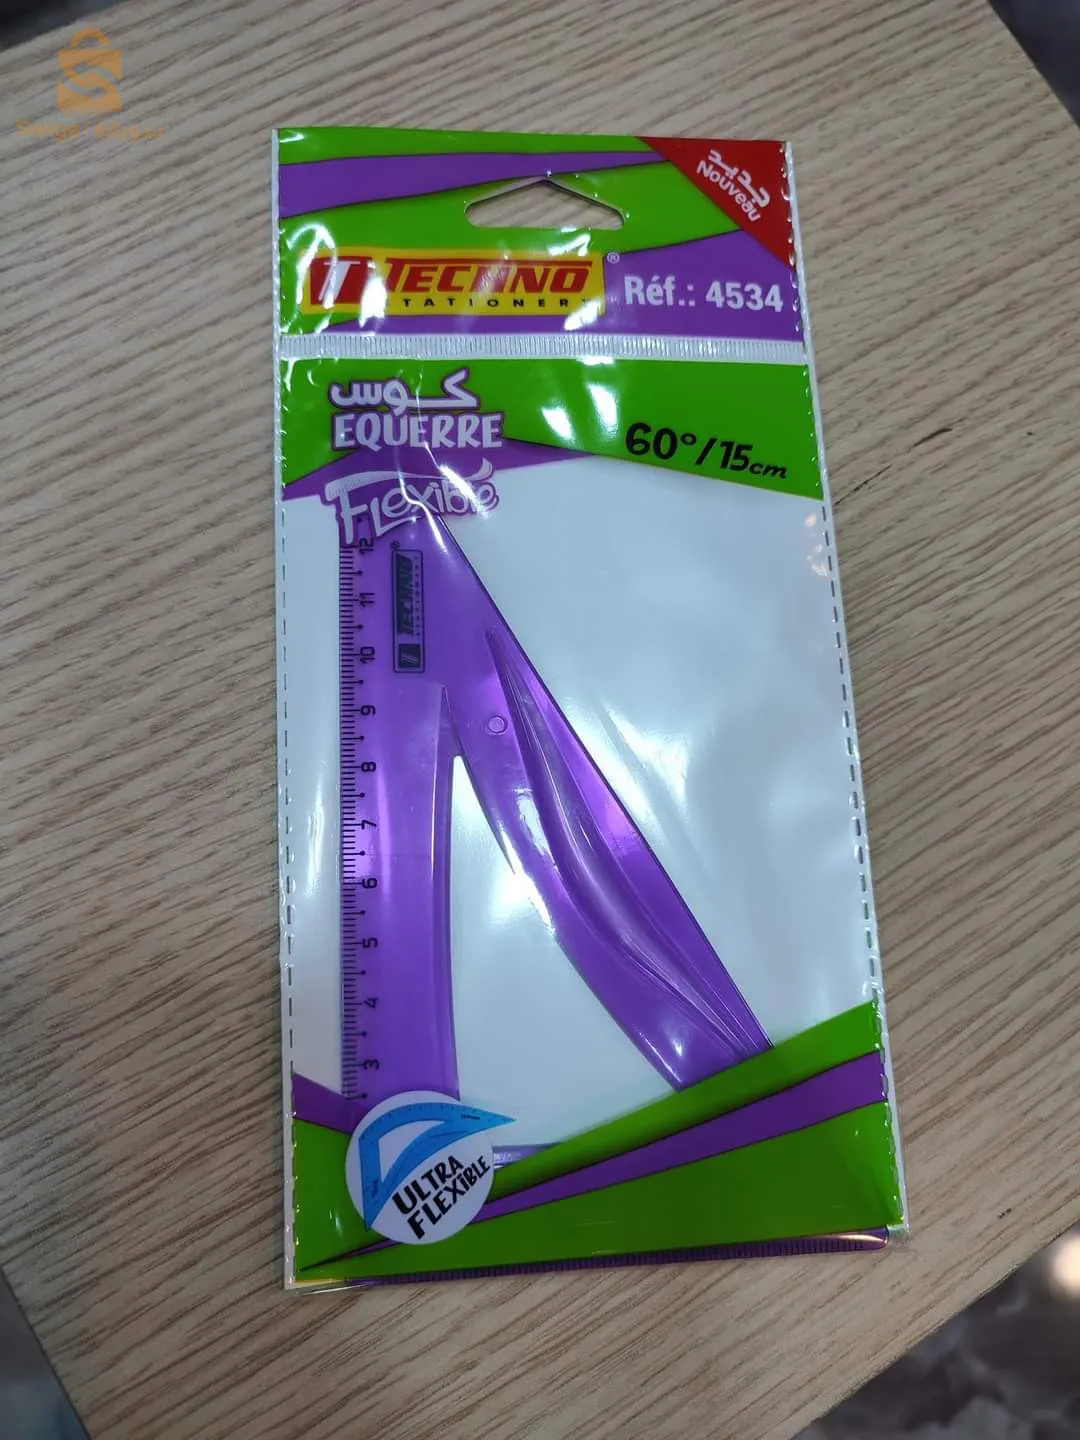 جديد
Nouveau
T TECHNO®
STATIONERY
Réf.: 4534
كوس
EQUERRE
Flexible
60°/15cm
12
11
10
9
8
7
6
5
4
3
T TECHNO®
STATIONERY
ULTRA
FLEXIBLE